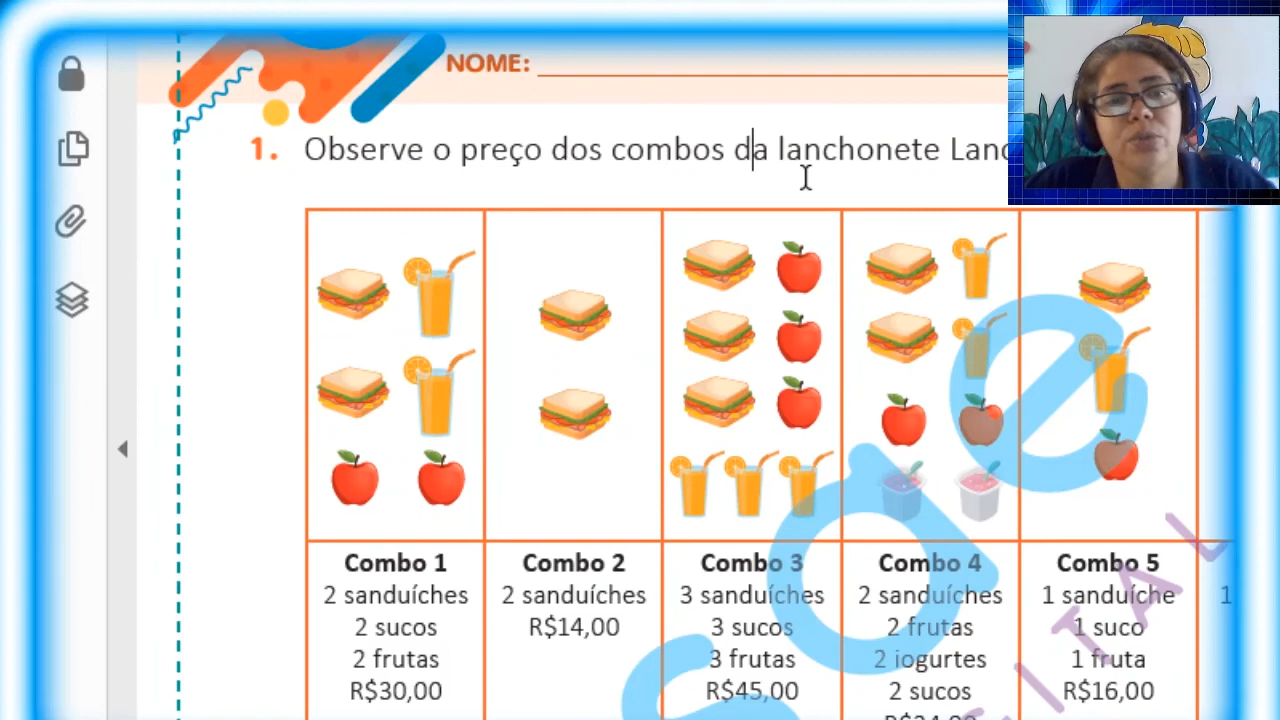 NOME:
1. Observe o preço dos combos da lanchonete
Combo 1
2 sanduíches
2 sucos
2 frutas
R$30,00
Combo 2
2 sanduíches
R$14,00
Combo 3
3 sanduíches
3 sucos
3 frutas
R$45,00
Combo 4
2 sanduíches
2 frutas
2 iogurtes
2 sucos
Combo 5
1 sanduíche
1 suco
1 fruta
R$16,00
1